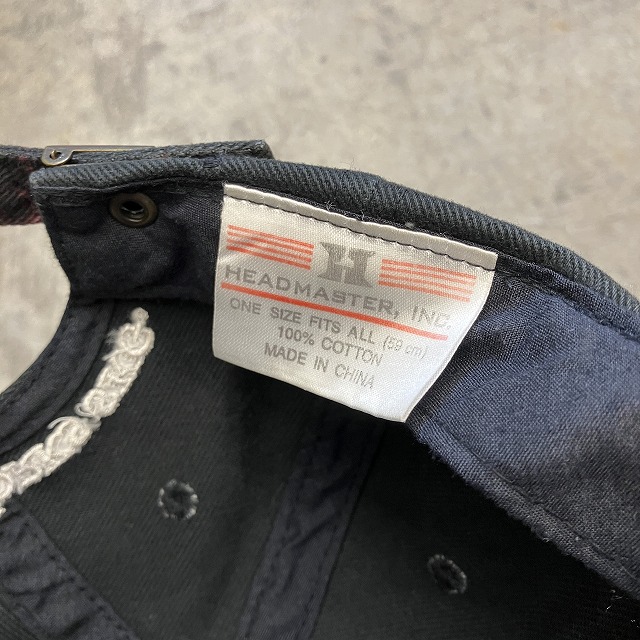 H
HEADMASTER, INC.
ONE SIZE FITS ALL (59 cm)
100% COTTON
MADE IN CHINA